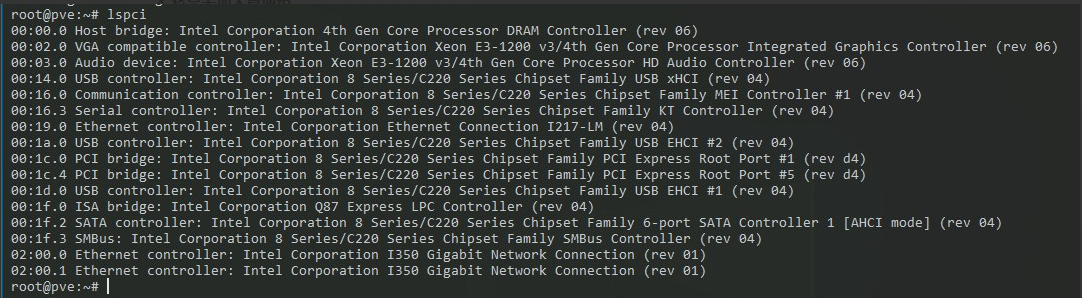 root@pve:~# lspci
00:00.0 Host bridge: Intel Corporation 4th Gen Core Processor DRAM Controller (rev 06)
00:02.0 VGA compatible controller: Intel Corporation Xeon E3-1200 v3/4th Gen Core Processor Integrated Graphics Controller (rev 06)
00:03.0 Audio device: Intel Corporation Xeon E3-1200 v3/4th Gen Core Processor HD Audio Controller (rev 06)
00:14.0 USB controller: Intel Corporation 8 Series/C220 Series Chipset Family USB xHCI (rev 04)
00:16.0 Communication controller: Intel Corporation 8 Series/C220 Series Chipset Family MEI Controller #1 (rev 04)
00:16.3 Serial controller: Intel Corporation 8 Series/C220 Series Chipset Family KT Controller (rev 04)
00:19.0 Ethernet controller: Intel Corporation Ethernet Connection I217-LM (rev 04)
00:1a.0 USB controller: Intel Corporation 8 Series/C220 Series Chipset Family USB EHCI #2 (rev 04)
00:1c.0 PCI bridge: Intel Corporation 8 Series/C220 Series Chipset Family PCI Express Root Port #1 (rev d4)
00:1c.4 PCI bridge: Intel Corporation 8 Series/C220 Series Chipset Family PCI Express Root Port #5 (rev d4)
00:1d.0 USB controller: Intel Corporation 8 Series/C220 Series Chipset Family USB EHCI #1 (rev 04)
00:1f.0 ISA bridge: Intel Corporation Q87 Express LPC Controller (rev 04)
00:1f.2 SATA controller: Intel Corporation 8 Series/C220 Series Chipset Family 6-port SATA Controller 1 [AHCI mode] (rev 04)
00:1f.3 SMBus: Intel Corporation 8 Series/C220 Series Chipset Family SMBus Controller (rev 04)
02:00.0 Ethernet controller: Intel Corporation I350 Gigabit Network Connection (rev 01)
02:00.1 Ethernet controller: Intel Corporation I350 Gigabit Network Connection (rev 01)
root@pve:~#